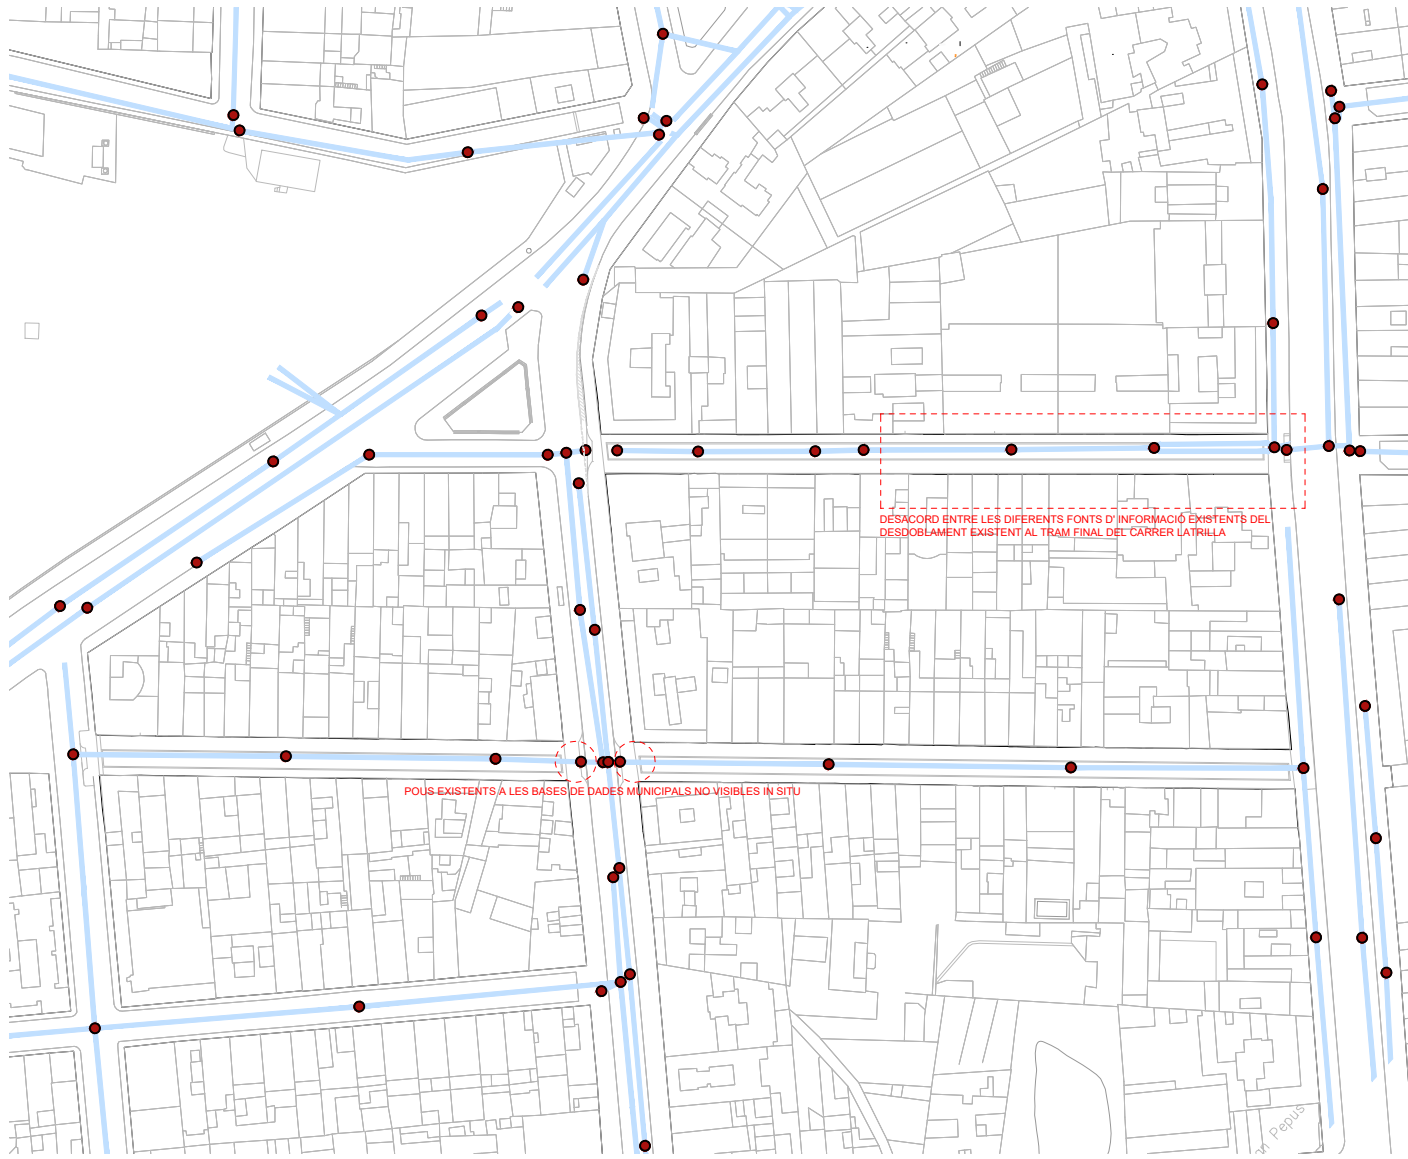 DESACORD ENTRE LES DIFERENTS FONTS D' INFORMACIÓ EXISTENTS DEL
DESDOBLAMENT EXISTENT AL TRAM FINAL DEL CARRER LATRILLA
POUS EXISTENTS A LES BASES DE DADES MUNICIPALS NO VISIBLES IN SITU
Pepus